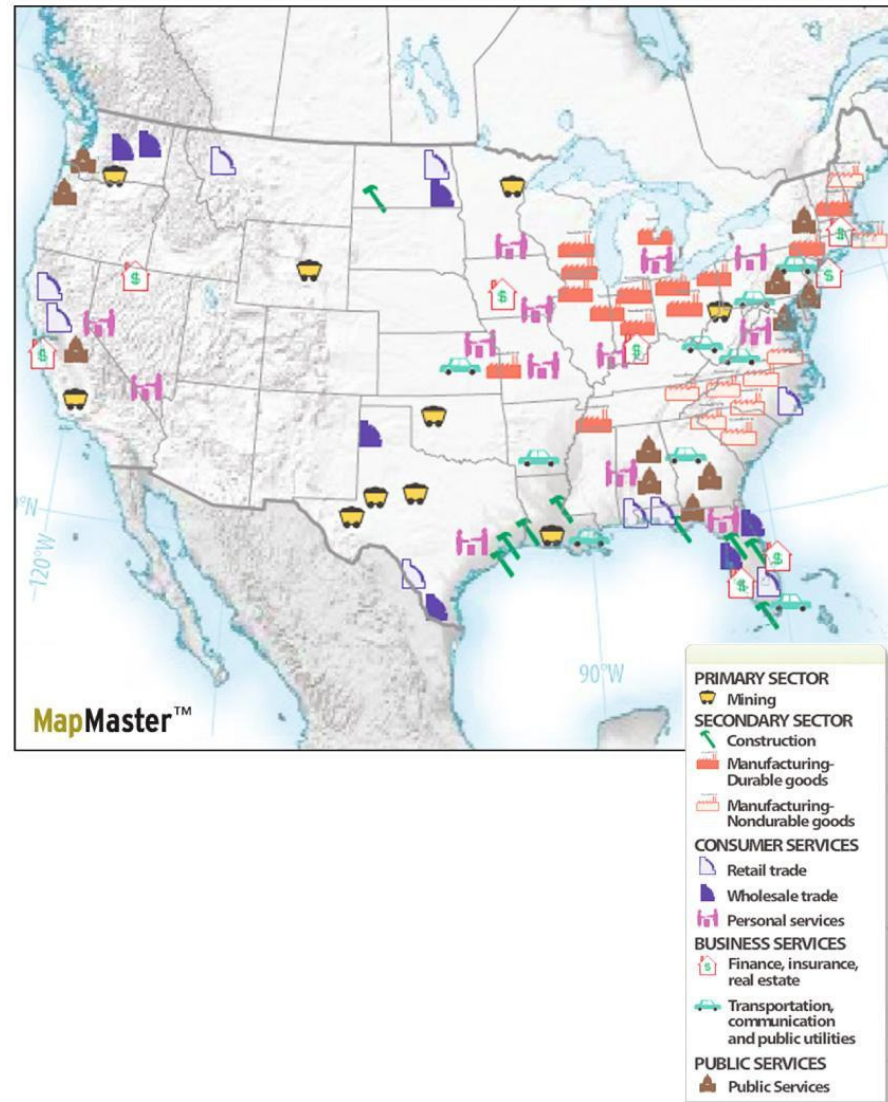 120°W
°N
90°W
MapMaster™
PRIMARY SECTOR
Mining
SECONDARY SECTOR
Construction
Manufacturing-
Durable goods
Manufacturing-
Nondurable goods
CONSUMER SERVICES
Retail trade
Wholesale trade
Personal services
BUSINESS SERVICES
Finance, insurance,
real estate
Transportation,
communication
and public utilities
PUBLIC SERVICES
Public Services